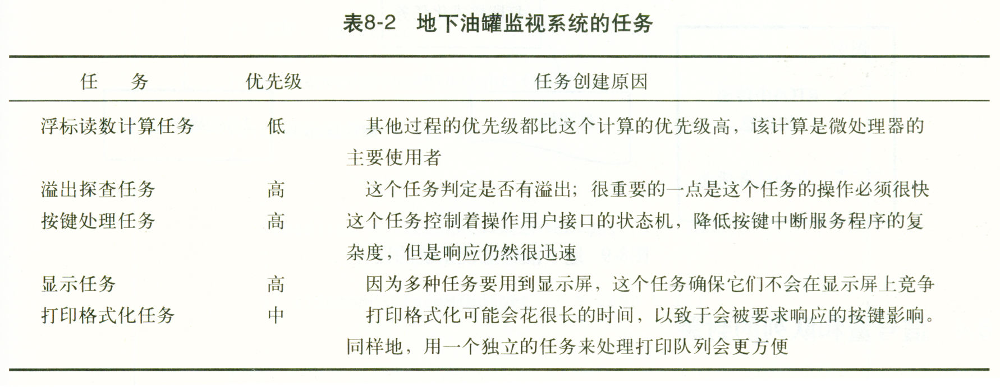 表8-2 地下油罐监视系统的任务
任 务 优先级 任务创建原因
浮标读数计算任务 低 其他过程的优先级都比这个计算的优先级高，该计算是微处理器的
主要使用者
溢出探查任务 高 这个任务判定是否有溢出；很重要的一点是这个任务的操作必须很快
按键处理任务 高 这个任务控制着操作用户接口的状态机，降低按键中断服务程序的复
杂度，但是响应仍然很迅速
显示任务 高 因为多种任务要用到显示屏，这个任务确保它们不会在显示屏上竞争
打印格式化任务 中 打印格式化可能会花很长的时间，以致于会被要求响应的按键影响。
同样地，用一个独立的任务来处理打印队列会更方便